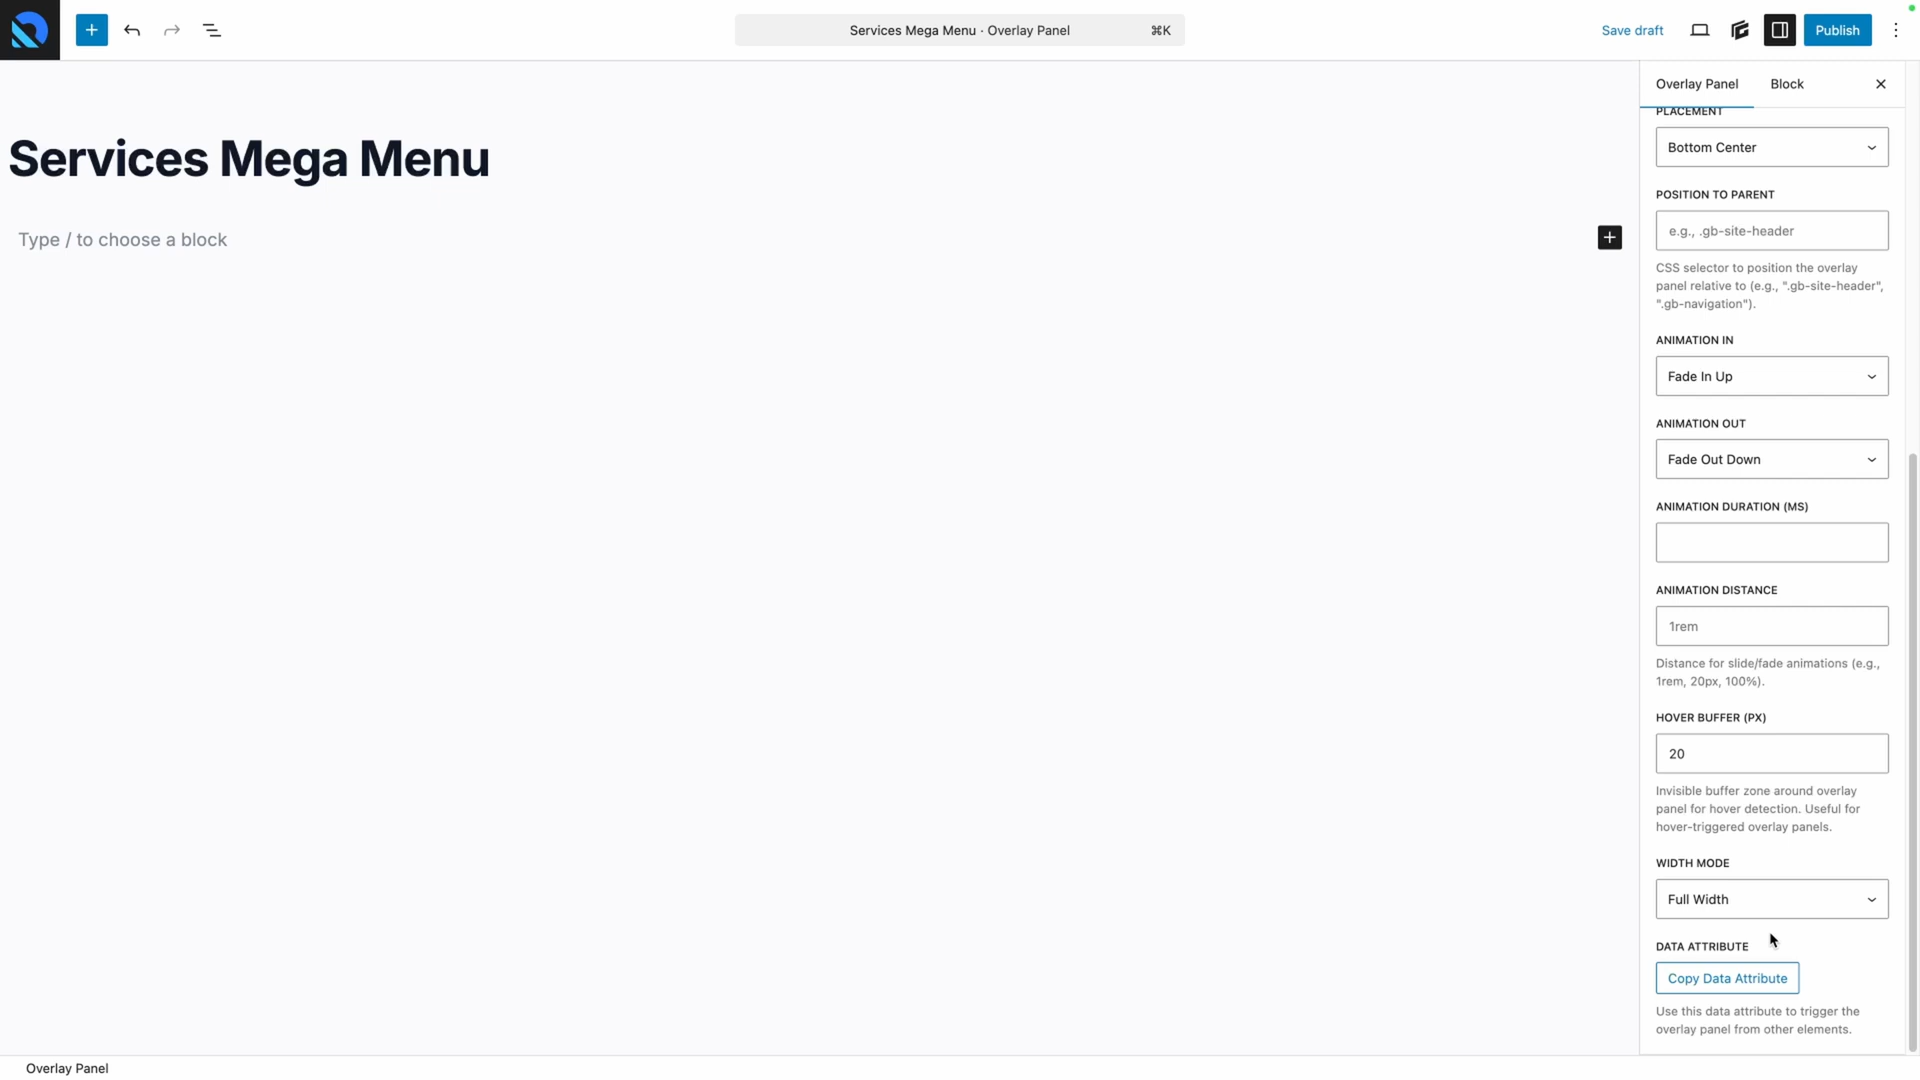 Services Mega Menu · Overlay Panel ⌘K
Save draft
Publish
Overlay Panel
Block
Services Mega Menu
Type / to choose a block
PLACEMENT
Bottom Center
POSITION TO PARENT
e.g., .gb-site-header
CSS selector to position the overlay
panel relative to (e.g., ".gb-site-header",
".gb-navigation").
ANIMATION IN
Fade In Up
ANIMATION OUT
Fade Out Down
ANIMATION DURATION (MS)
ANIMATION DISTANCE
1rem
Distance for slide/fade animations (e.g.,
1rem, 20px, 100%).
HOVER BUFFER (PX)
20
Invisible buffer zone around overlay
panel for hover detection. Useful for
hover-triggered overlay panels.
WIDTH MODE
Full Width
DATA ATTRIBUTE
Copy Data Attribute
Use this data attribute to trigger the
overlay panel from other elements.
Overlay Panel